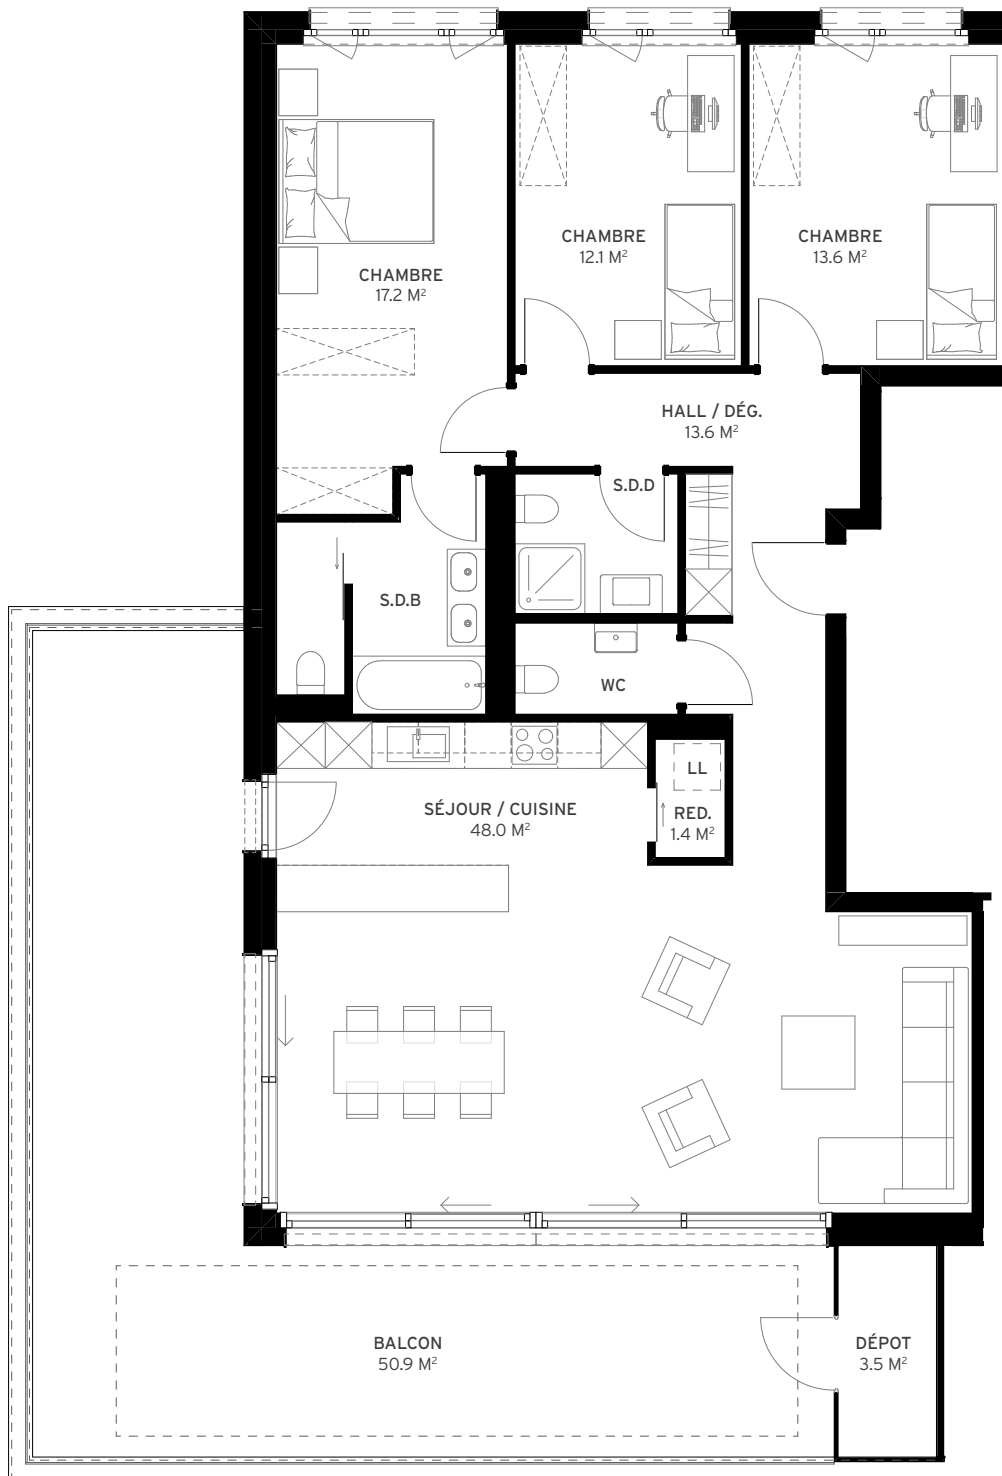 CHAMBRE
12.1 M²
CHAMBRE
13.6 M²
CHAMBRE
17.2 M²
HALL / DÉG.
13.6 M²
S.D.D
S.D.B
WC
LL
SÉJOUR / CUISINE
48.0 M²
RED.
1.4 M²
BALCON
50.9 M²
DÉPOT
3.5 M²